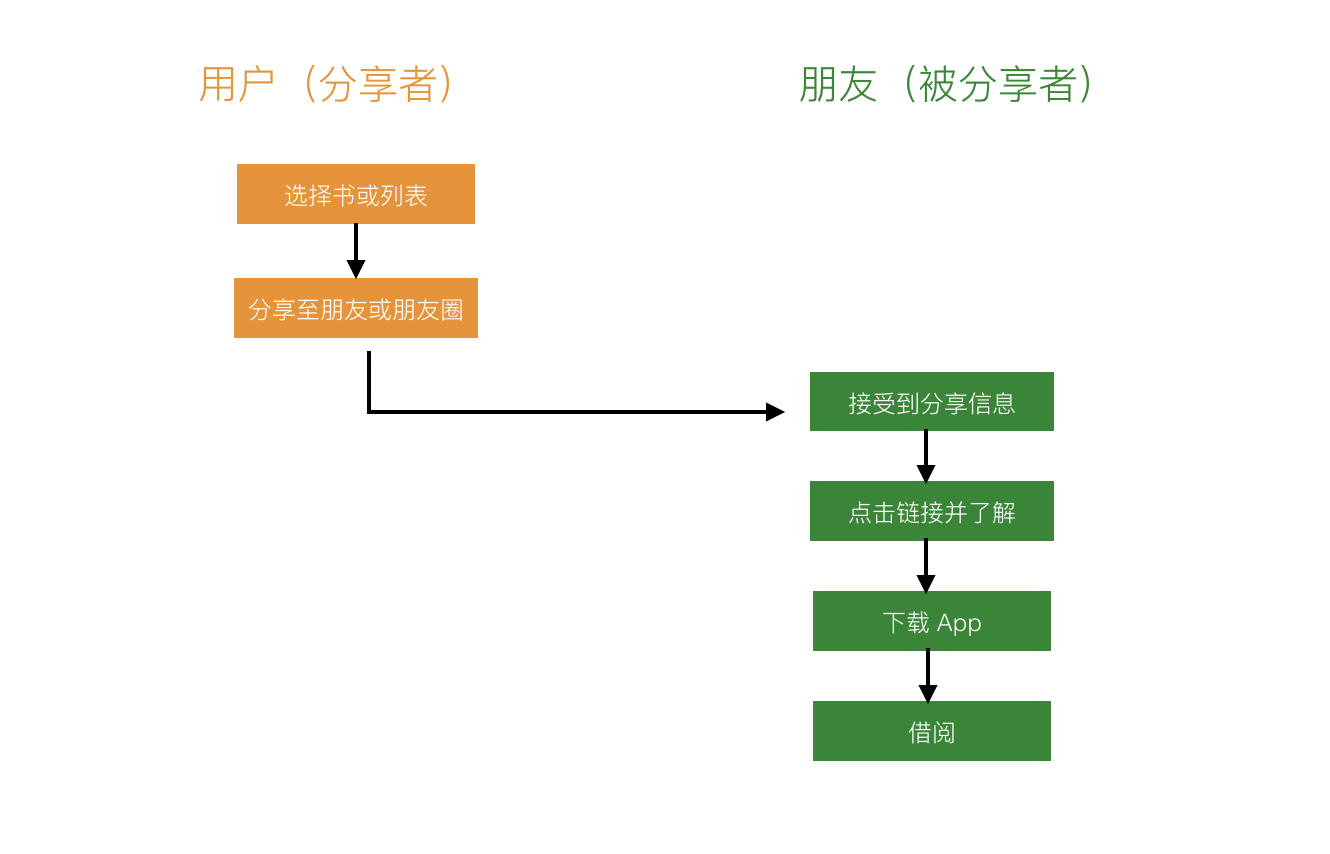 用户（分享者）
朋友（被分享者）
选择书或列表
分享至朋友或朋友圈
接受到分享信息
点击链接并了解
下载 App
借阅